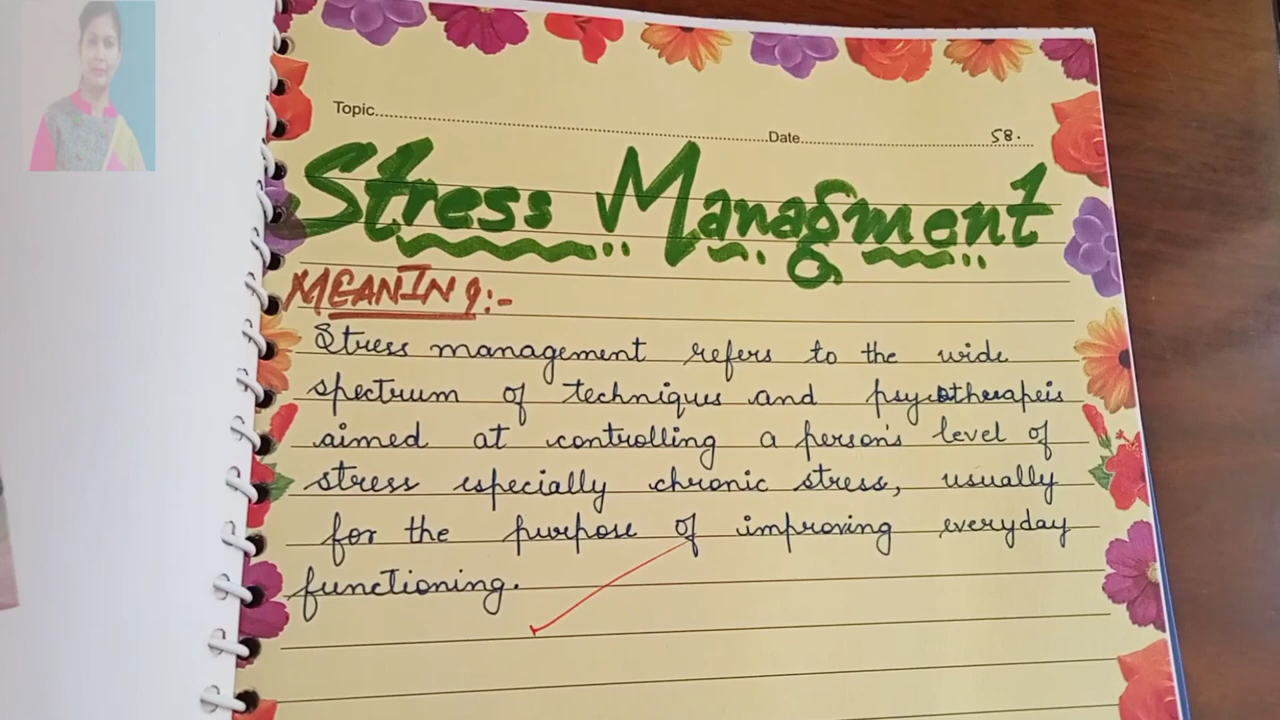 Topic..........Date.......... 58.
Stress Managment
MEANING:-
Stress management refers to the wide
spectrum of techniques and psychotherapeis
aimed at controlling a person's level of
stress especially chronic stress, usually
for the purpose of improving everyday
functioning.